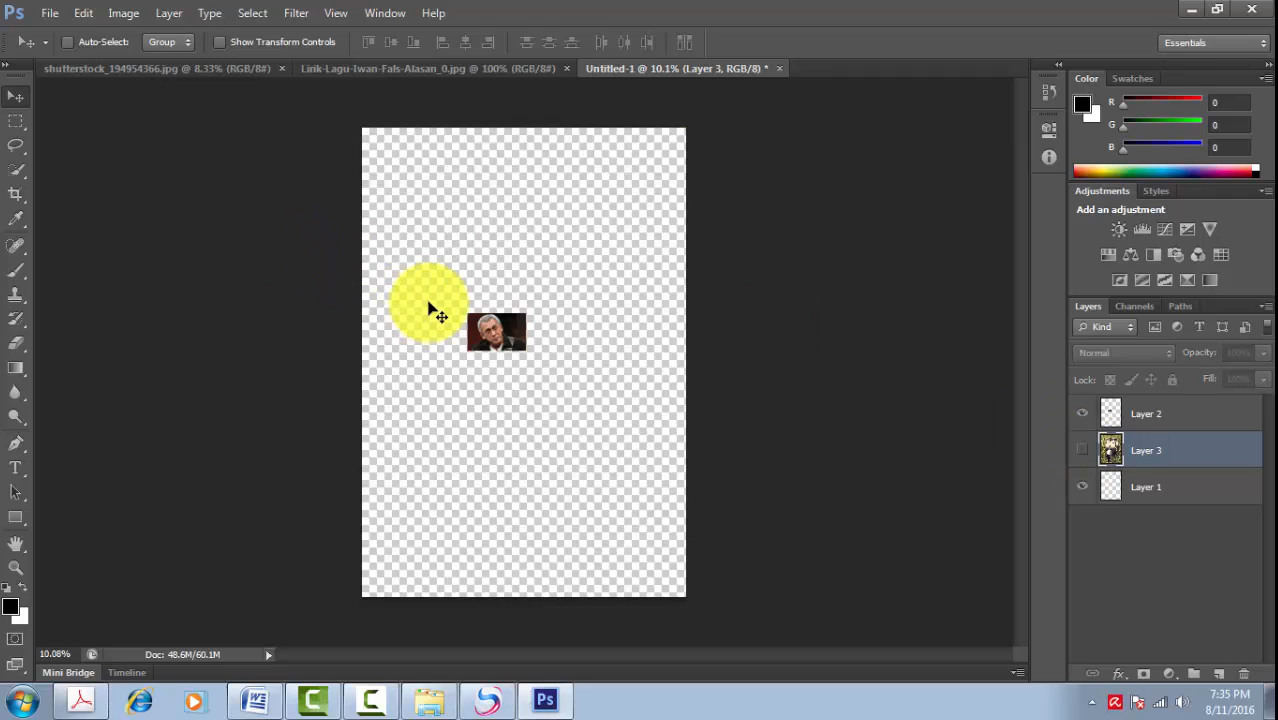 Ps File Edit Image Layer Type Select Filter View Window Help
Auto-Select: Group Show Transform Controls Essentials
shutterstock_194954366.jpg @ 8.33% (RGB/8#) × Lirik-Lagu-Iwan-Fals-Alasan_0.jpg @ 100% (RGB/8#) × Untitled-1 @ 10.1% (Layer 3, RGB/8) * ×
Color Swatches
R 0
G 0
B 0
Adjustments Styles
Add an adjustment
Layers Channels Paths
Kind
Normal Opacity: 100%
Lock: Fill: 100%
Layer 2
Layer 3
Layer 1
10.08% Doc: 48.6M/60.1M
Mini Bridge Timeline
7:35 PM
8/11/2016